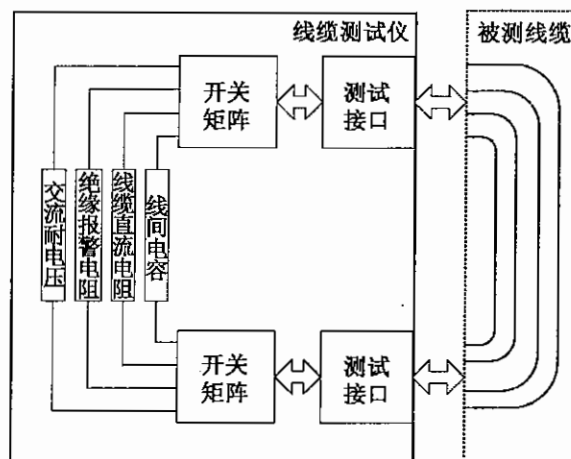 线缆测试仪
被测线缆
开关
矩阵
测试
接口
交流耐电压
绝缘报警电阻
线缆直流电阻
线间电容
开关
矩阵
测试
接口